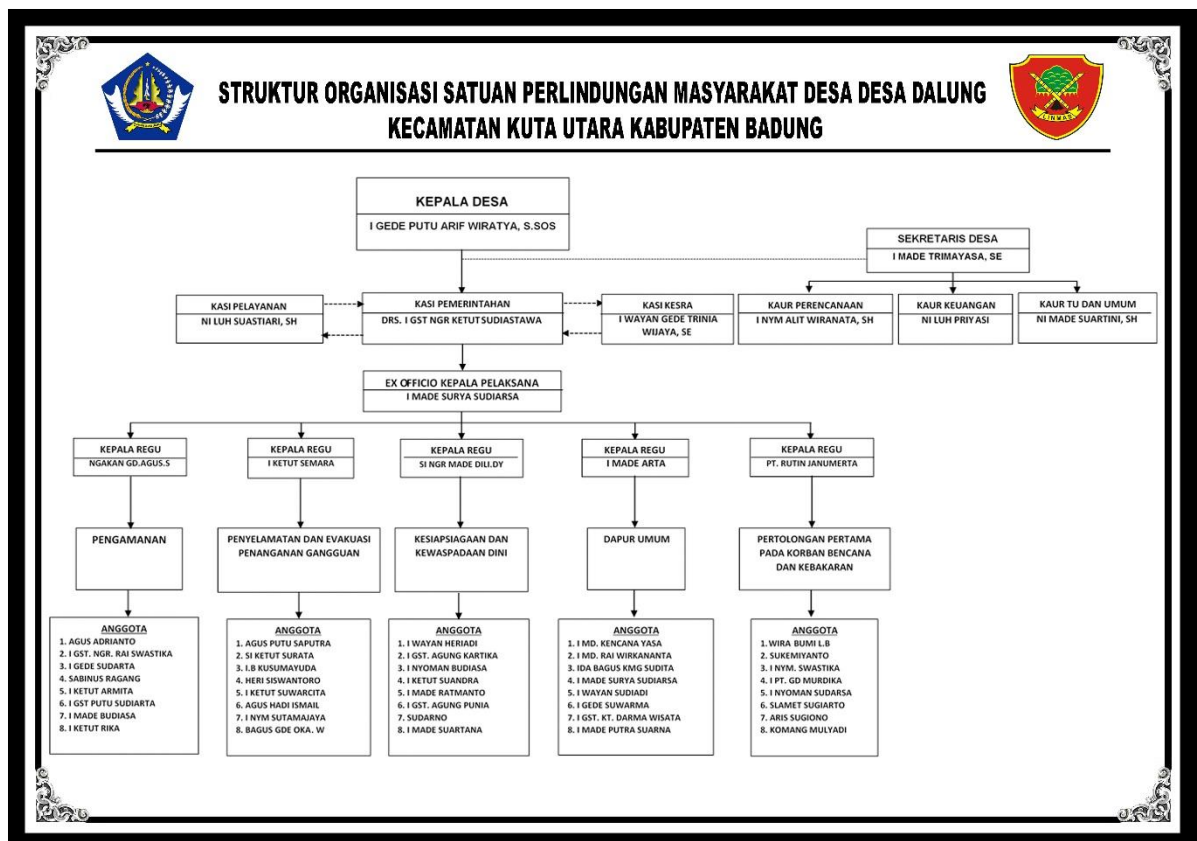 STRUKTUR ORGANISASI SATUAN PERLINDUNGAN MASYARAKAT DESA DESA DALUNG
KECAMATAN KUTA UTARA KABUPATEN BADUNG
LINMAS
KEPALA DESA
I GEDE PUTU ARIF WIRATYA, S.SOS
SEKRETARIS DESA
I MADE TRIMAYASA, SE
KASI PELAYANAN
NI LUH SUASTIARI, SH
KASI PEMERINTAHAN
DRS. I GST NGR KETUT SUDIASTAWA
KASI KESRA
I WAYAN GEDE TRINIA
WIJAYA, SE
KAUR PERENCANAAN
I NYM ALIT WIRANATA, SH
KAUR KEUANGAN
NI LUH PRIYASI
KAUR TU DAN UMUM
NI MADE SUARTINI, SH
EX OFFICIO KEPALA PELAKSANA
I MADE SURYA SUDIARSA
KEPALA REGU
NGAKAN GD.AGUS.S
KEPALA REGU
I KETUT SEMARA
KEPALA REGU
SI NGR MADE DILI.DY
KEPALA REGU
I MADE ARTA
KEPALA REGU
PT. RUTIN JANUMERTA
PENGAMANAN
PENYELAMATAN DAN EVAKUASI
PENANGANAN GANGGUAN
KESIAPSIAGAAN DAN
KEWASPADAAN DINI
DAPUR UMUM
PERTOLONGAN PERTAMA
PADA KORBAN BENCANA
DAN KEBAKARAN
ANGGOTA
1. AGUS ADRIANTO
2. I GST. NGR. RAI SWASTIKA
3. I GEDE SUDARTA
4. SABINUS RAGANG
5. I KETUT ARMITA
6. I GST PUTU SUDIARTA
7. I MADE BUDIASA
8. I KETUT RIKA
ANGGOTA
1. AGUS PUTU SAPUTRA
2. SI KETUT SURATA
3. I.B KUSUMAYUDA
4. HERI SISWANTORO
5. I KETUT SUWARCITA
6. AGUS HADI ISMAIL
7. I NYM SUTAMAJAYA
8. BAGUS GDE OKA. W
ANGGOTA
1. I WAYAN HERIADI
2. I GST. AGUNG KARTIKA
3. I NYOMAN BUDIASA
4. I KETUT SUANDRA
5. I MADE RATMANTO
6. I GST. AGUNG PUNIA
7. SUDARNO
8. I MADE SUARTANA
ANGGOTA
1. I MD. KENCANA YASA
2. I MD. RAI WIRKANANTA
3. IDA BAGUS KMG SUDITA
4. I MADE SURYA SUDIARSA
5. I WAYAN SUDIADI
6. I GEDE SUWARMA
7. I GST. KT. DARMA WISATA
8. I MADE PUTRA SUARNA
ANGGOTA
1. WIRA BUMI L.B
2. SUKEMIYANTO
3. I NYM. SWASTIKA
4. I PT. GD MURDIKA
5. I NYOMAN SUDARSA
6. SLAMET SUGIARTO
7. ARIS SUGIONO
8. KOMANG MULYADI